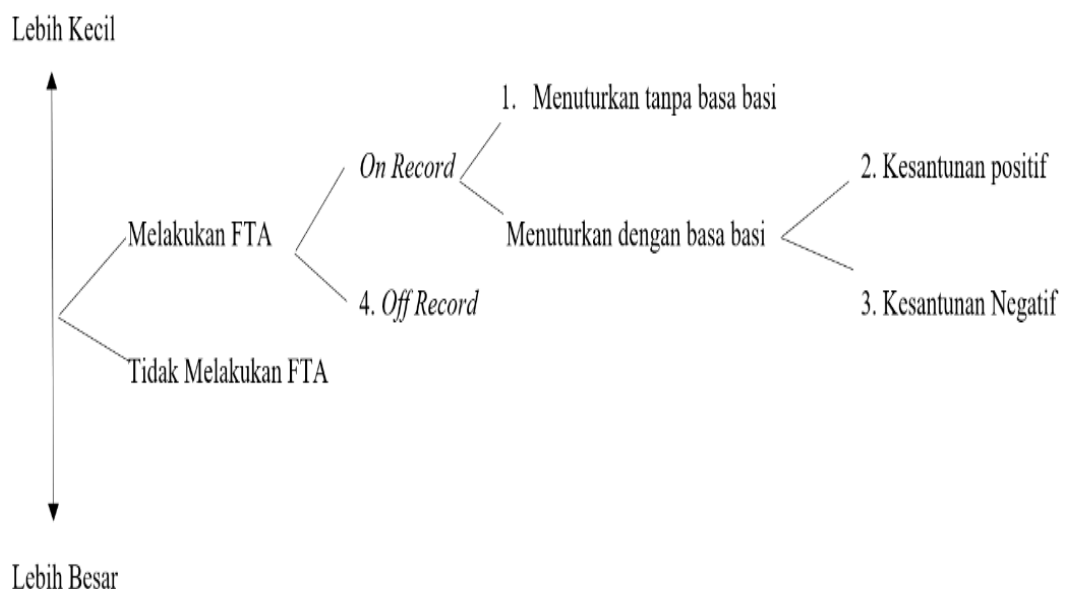 Lebih Kecil
1. Menuturkan tanpa basa basi
On Record
2. Kesantunan positif
Melakukan FTA
Menuturkan dengan basa basi
4. Off Record
3. Kesantunan Negatif
Tidak Melakukan FTA
Lebih Besar